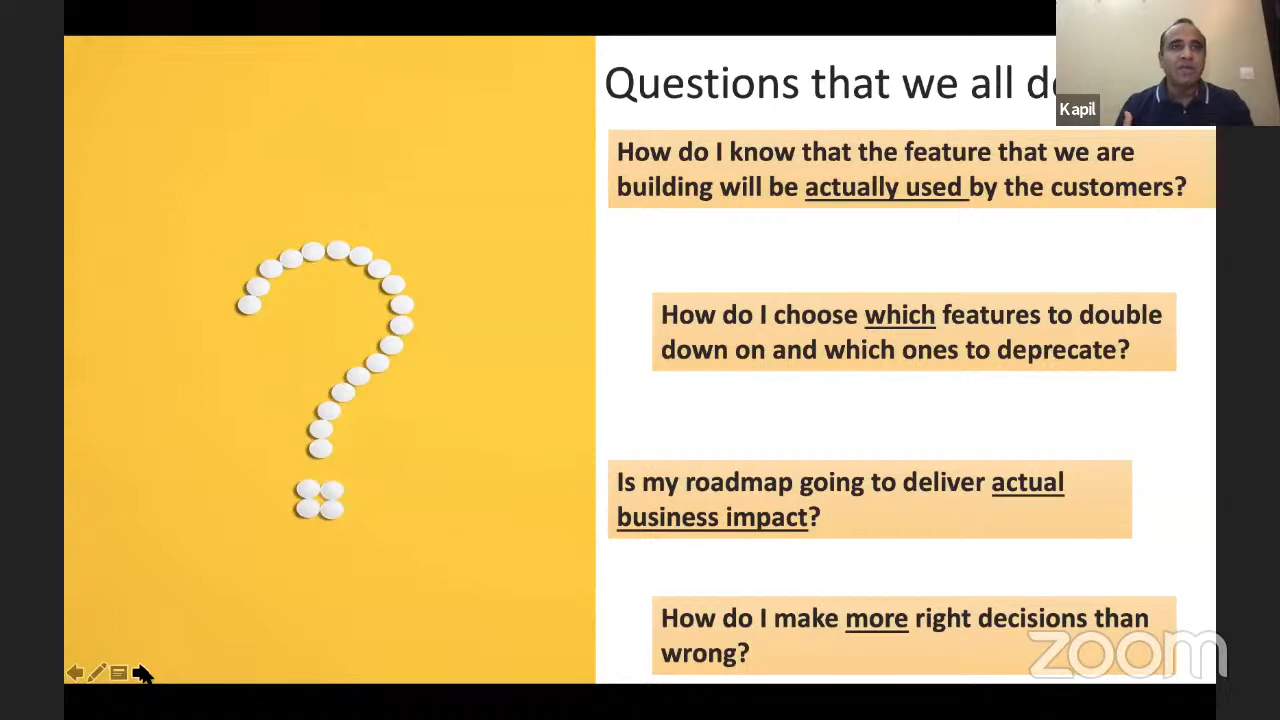 Questions that we all
Kapil
How do I know that the feature that we are
building will be actually used by the customers?
How do I choose which features to double
down on and which ones to deprecate?
Is my roadmap going to deliver actual
business impact?
How do I make more right decisions than
wrong?
zoom